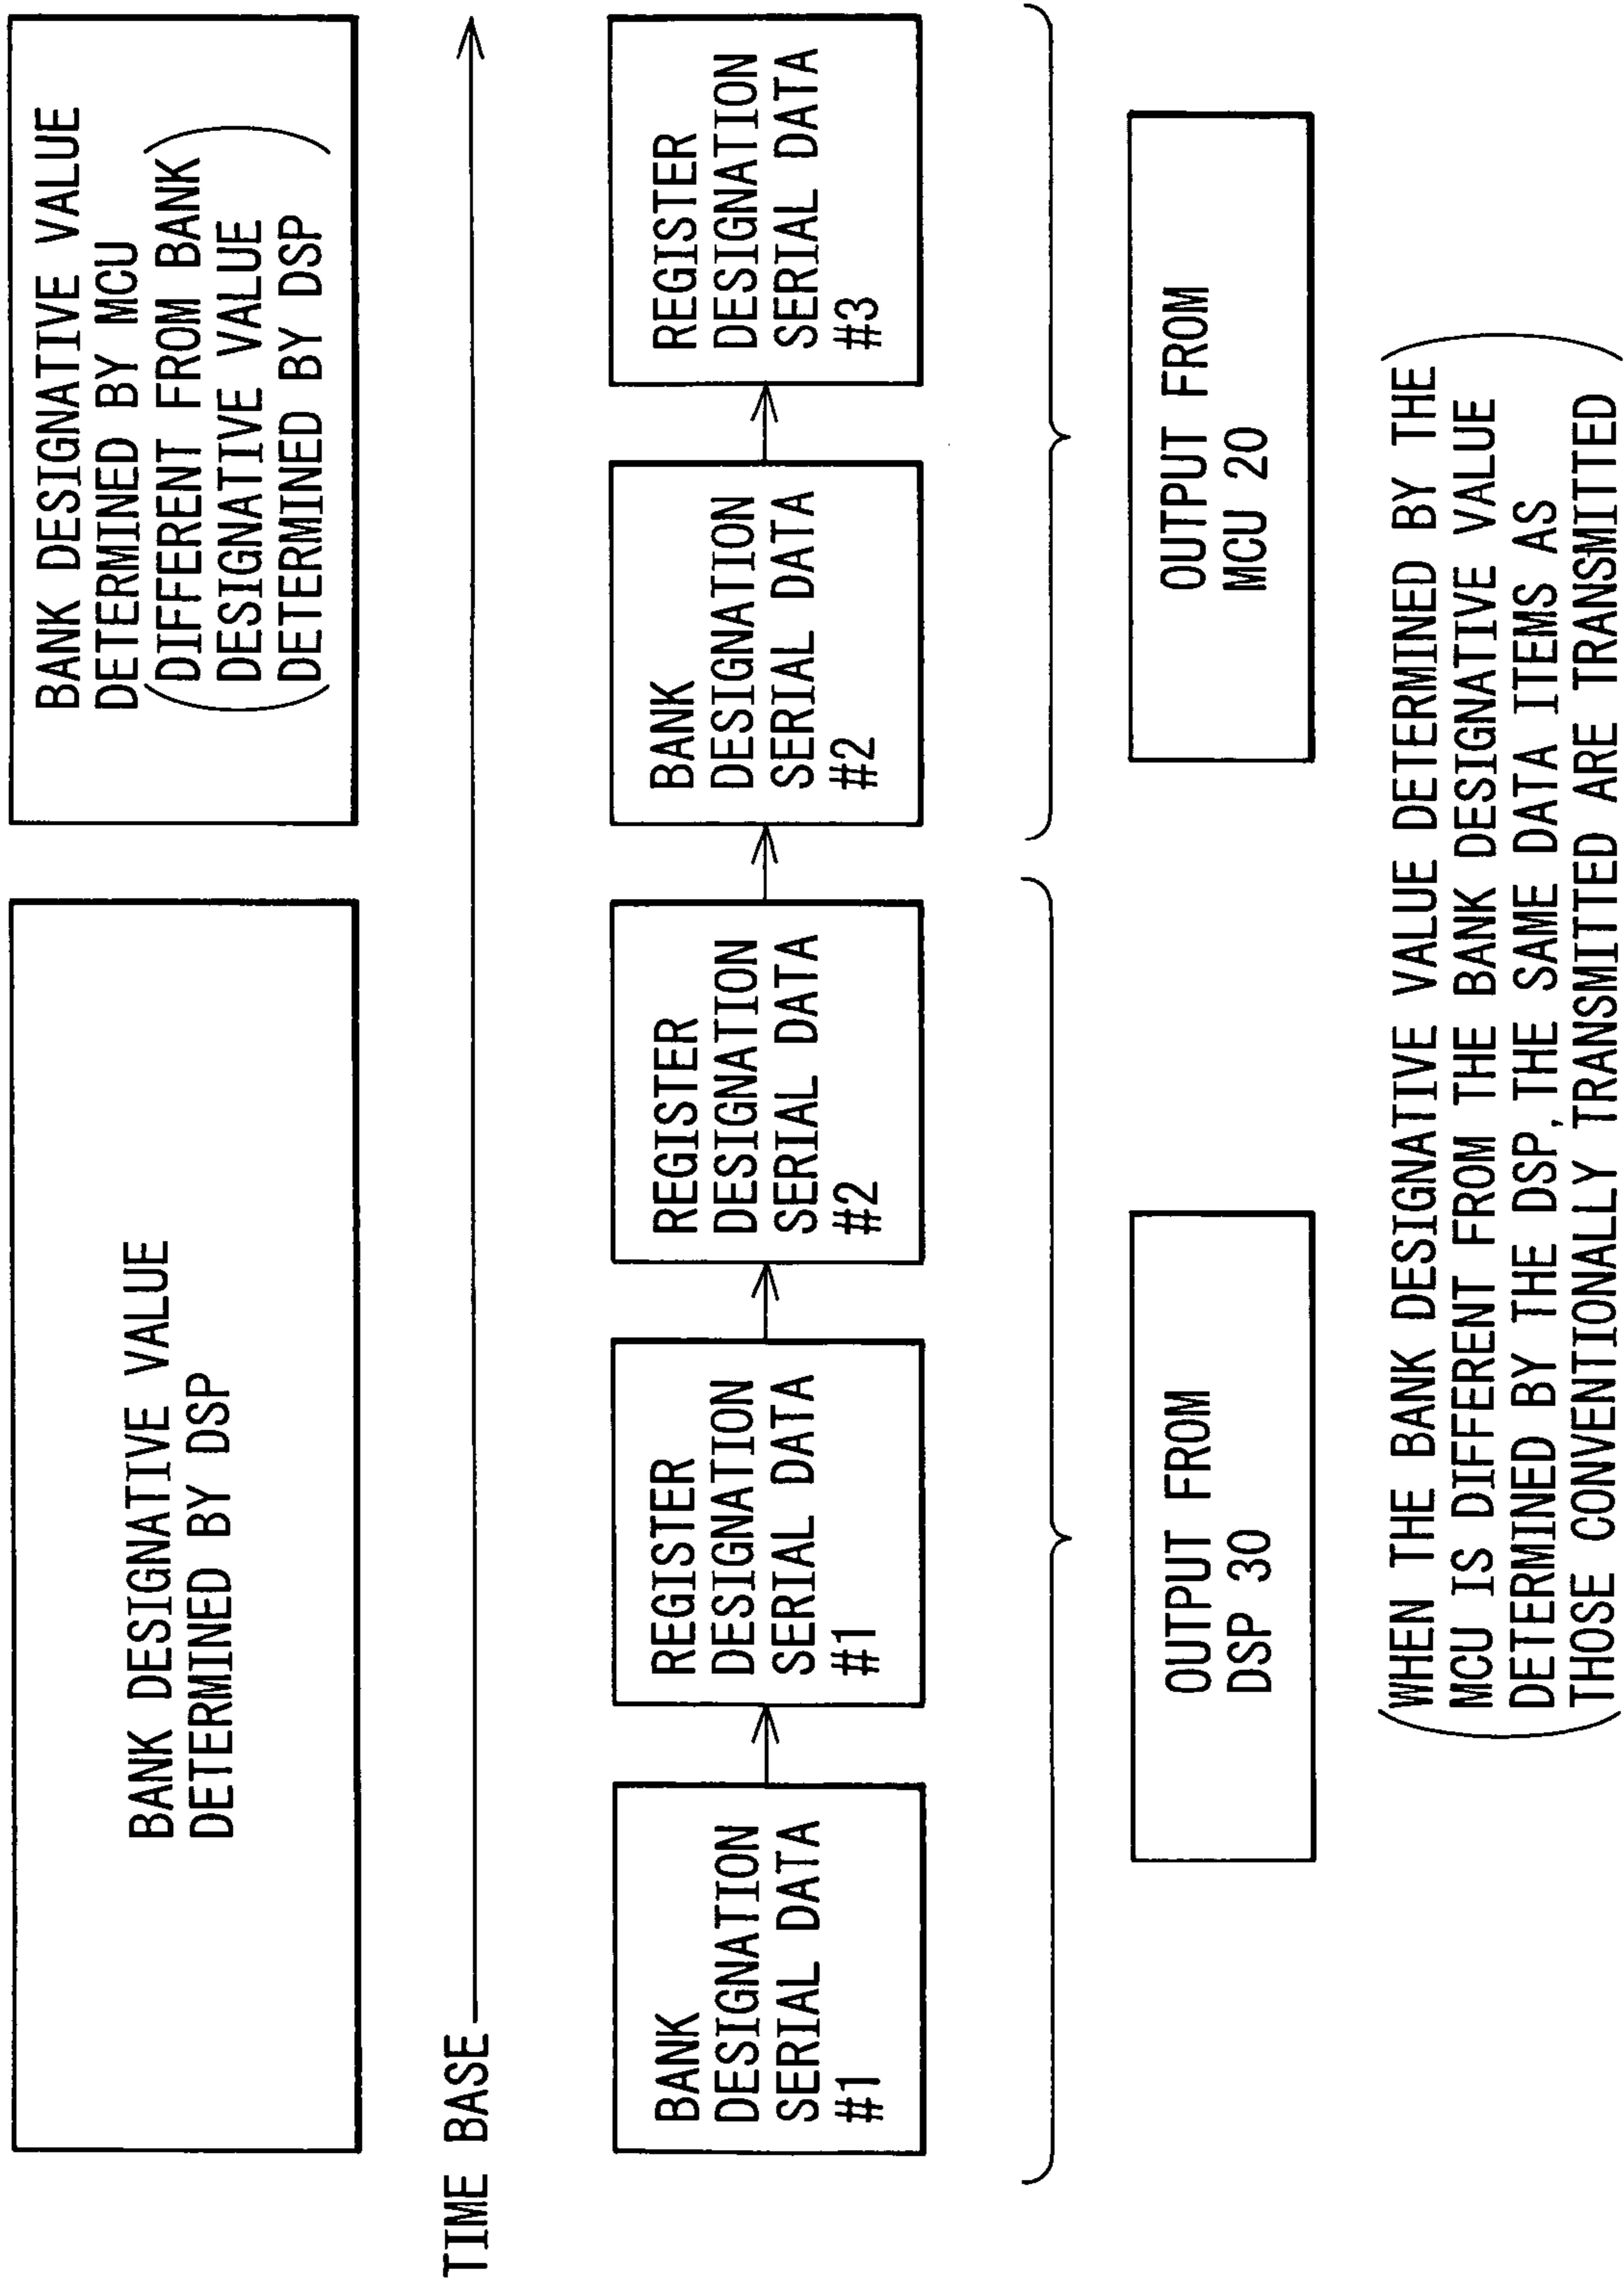 BANK DESIGNATIVE VALUE
DETERMINED BY DSP
BANK DESIGNATIVE VALUE
DETERMINED BY MCU
(DIFFERENT FROM BANK
DESIGNATIVE VALUE
DETERMINED BY DSP)
TIME BASE
BANK
DESIGNATION
SERIAL DATA
#1
REGISTER
DESIGNATION
SERIAL DATA
#1
REGISTER
DESIGNATION
SERIAL DATA
#2
BANK
DESIGNATION
SERIAL DATA
#2
REGISTER
DESIGNATION
SERIAL DATA
#3
OUTPUT FROM
DSP 30
OUTPUT FROM
MCU 20
(WHEN THE BANK DESIGNATIVE VALUE DETERMINED BY THE
MCU IS DIFFERENT FROM THE BANK DESIGNATIVE VALUE
DETERMINED BY THE DSP, THE SAME DATA ITEMS AS
THOSE CONVENTIONALLY TRANSMITTED ARE TRANSMITTED)